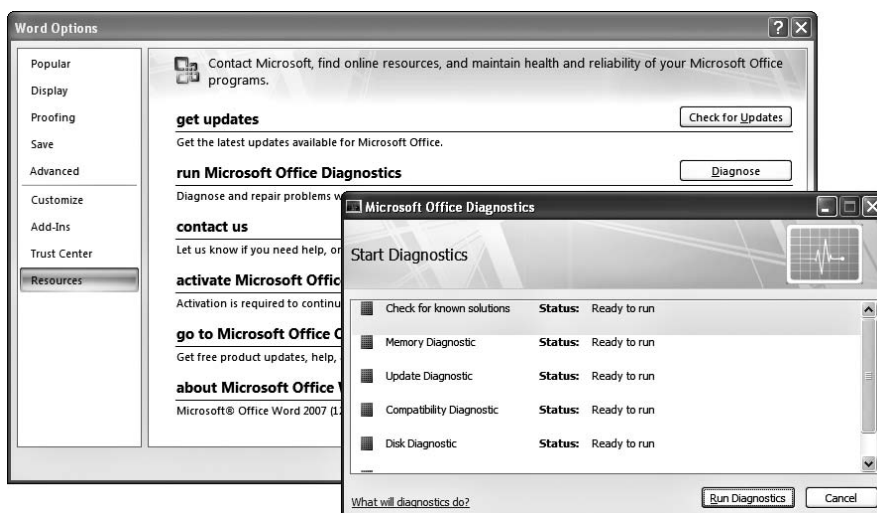 Word Options
Popular
Display
Proofing
Save
Advanced
Customize
Add-Ins
Trust Center
Resources
Contact Microsoft, find online resources, and maintain health and reliability of your Microsoft Office
programs.
get updates
Check for Updates
Get the latest updates available for Microsoft Office.
run Microsoft Office Diagnostics
Diagnose
Diagnose and repair problems
contact us
Let us know if you need help,
activate Microsoft
Activation is required to
go to Microsoft Office
Get free product updates, help,
about Microsoft Office
Microsoft® Office Word 2007
Microsoft Office Diagnostics
Start Diagnostics
Check for known solutions Status: Ready to run
Memory Diagnostic Status: Ready to run
Update Diagnostic Status: Ready to run
Compatibility Diagnostic Status: Ready to run
Disk Diagnostic Status: Ready to run
What will diagnostics do?
Run Diagnostics
Cancel